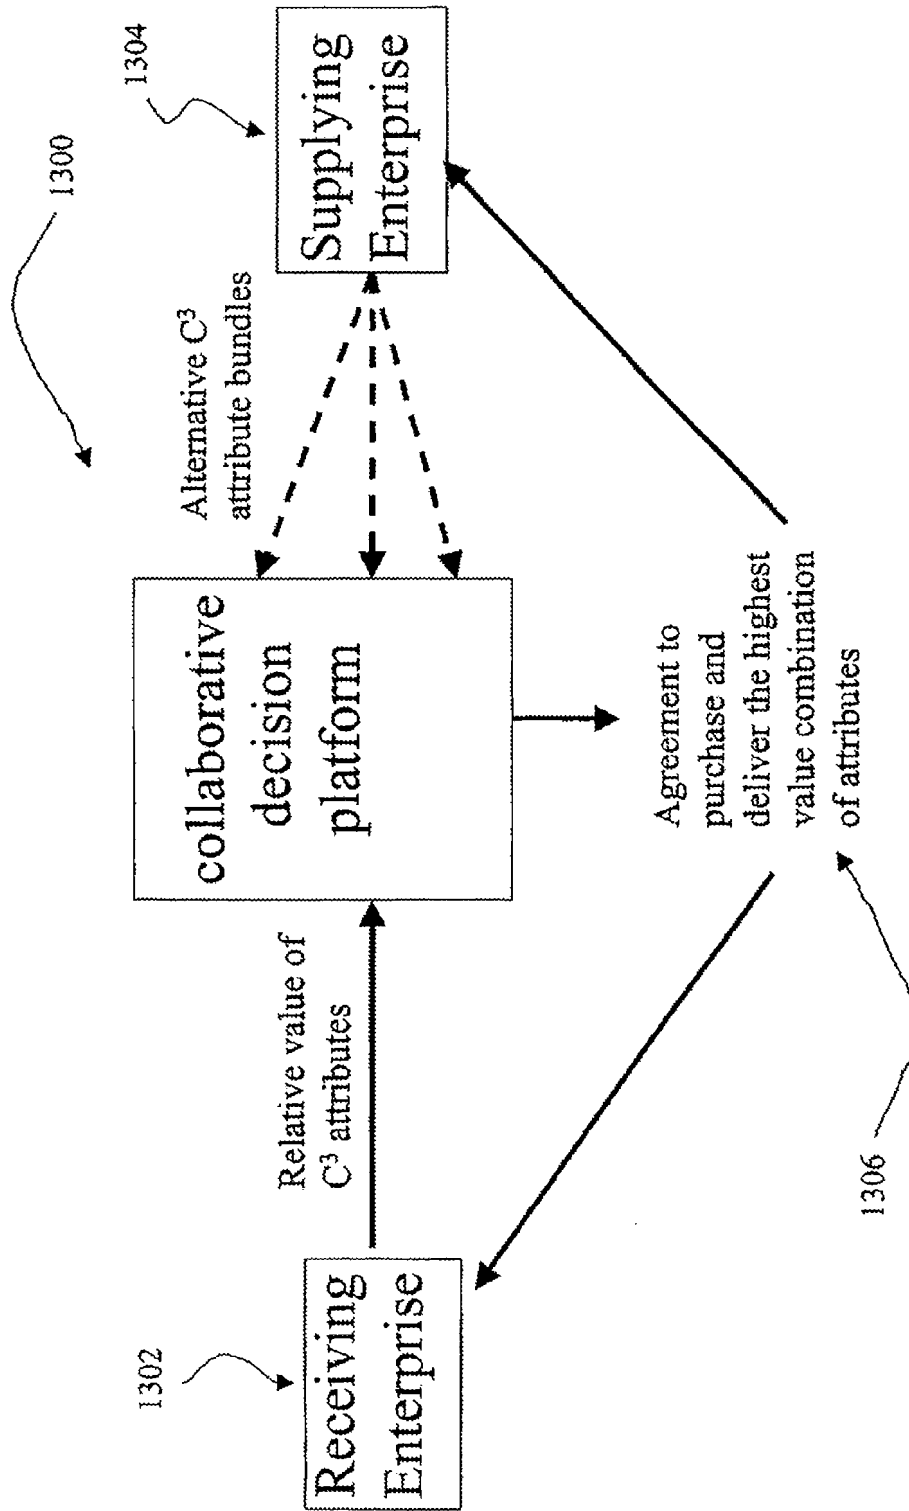 1300
1302
1304
Receiving
Enterprise
Relative value of
C³ attributes
collaborative
decision
platform
Alternative C³
attribute bundles
Supplying
Enterprise
Agreement to
purchase and
deliver the highest
value combination
of attributes
1306